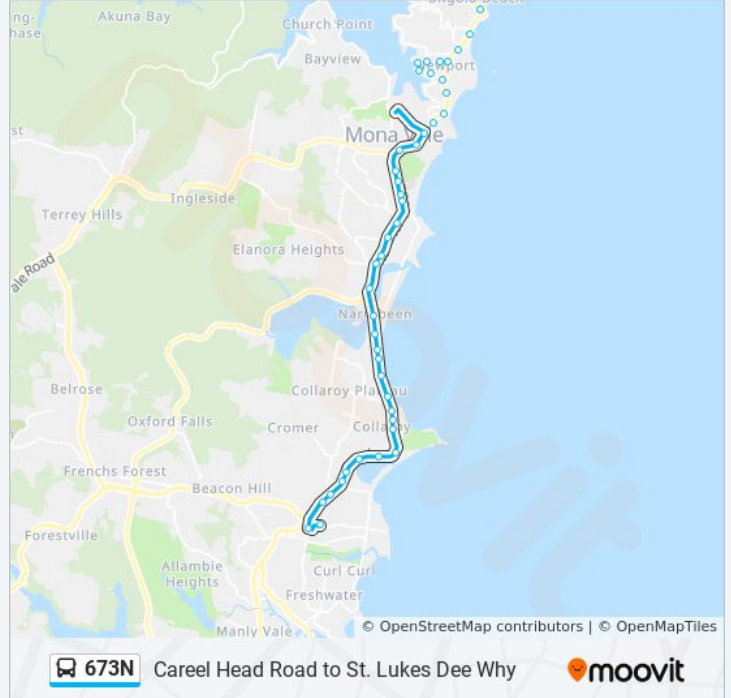 Akuna Bay
Church Point
Bayview
Newport
Mona Vale
Ingleside
Terrey Hills
Elanora Heights
Narrabeen
Belrose
Collaroy Plateau
Oxford Falls
Cromer
Collaroy
Frenchs Forest
Beacon Hill
Forestville
Allambie
Heights
Curl Curl
Freshwater
Manly Vale
© OpenStreetMap contributors | © OpenMapTiles
673N Careel Head Road to St. Lukes Dee Why moovit